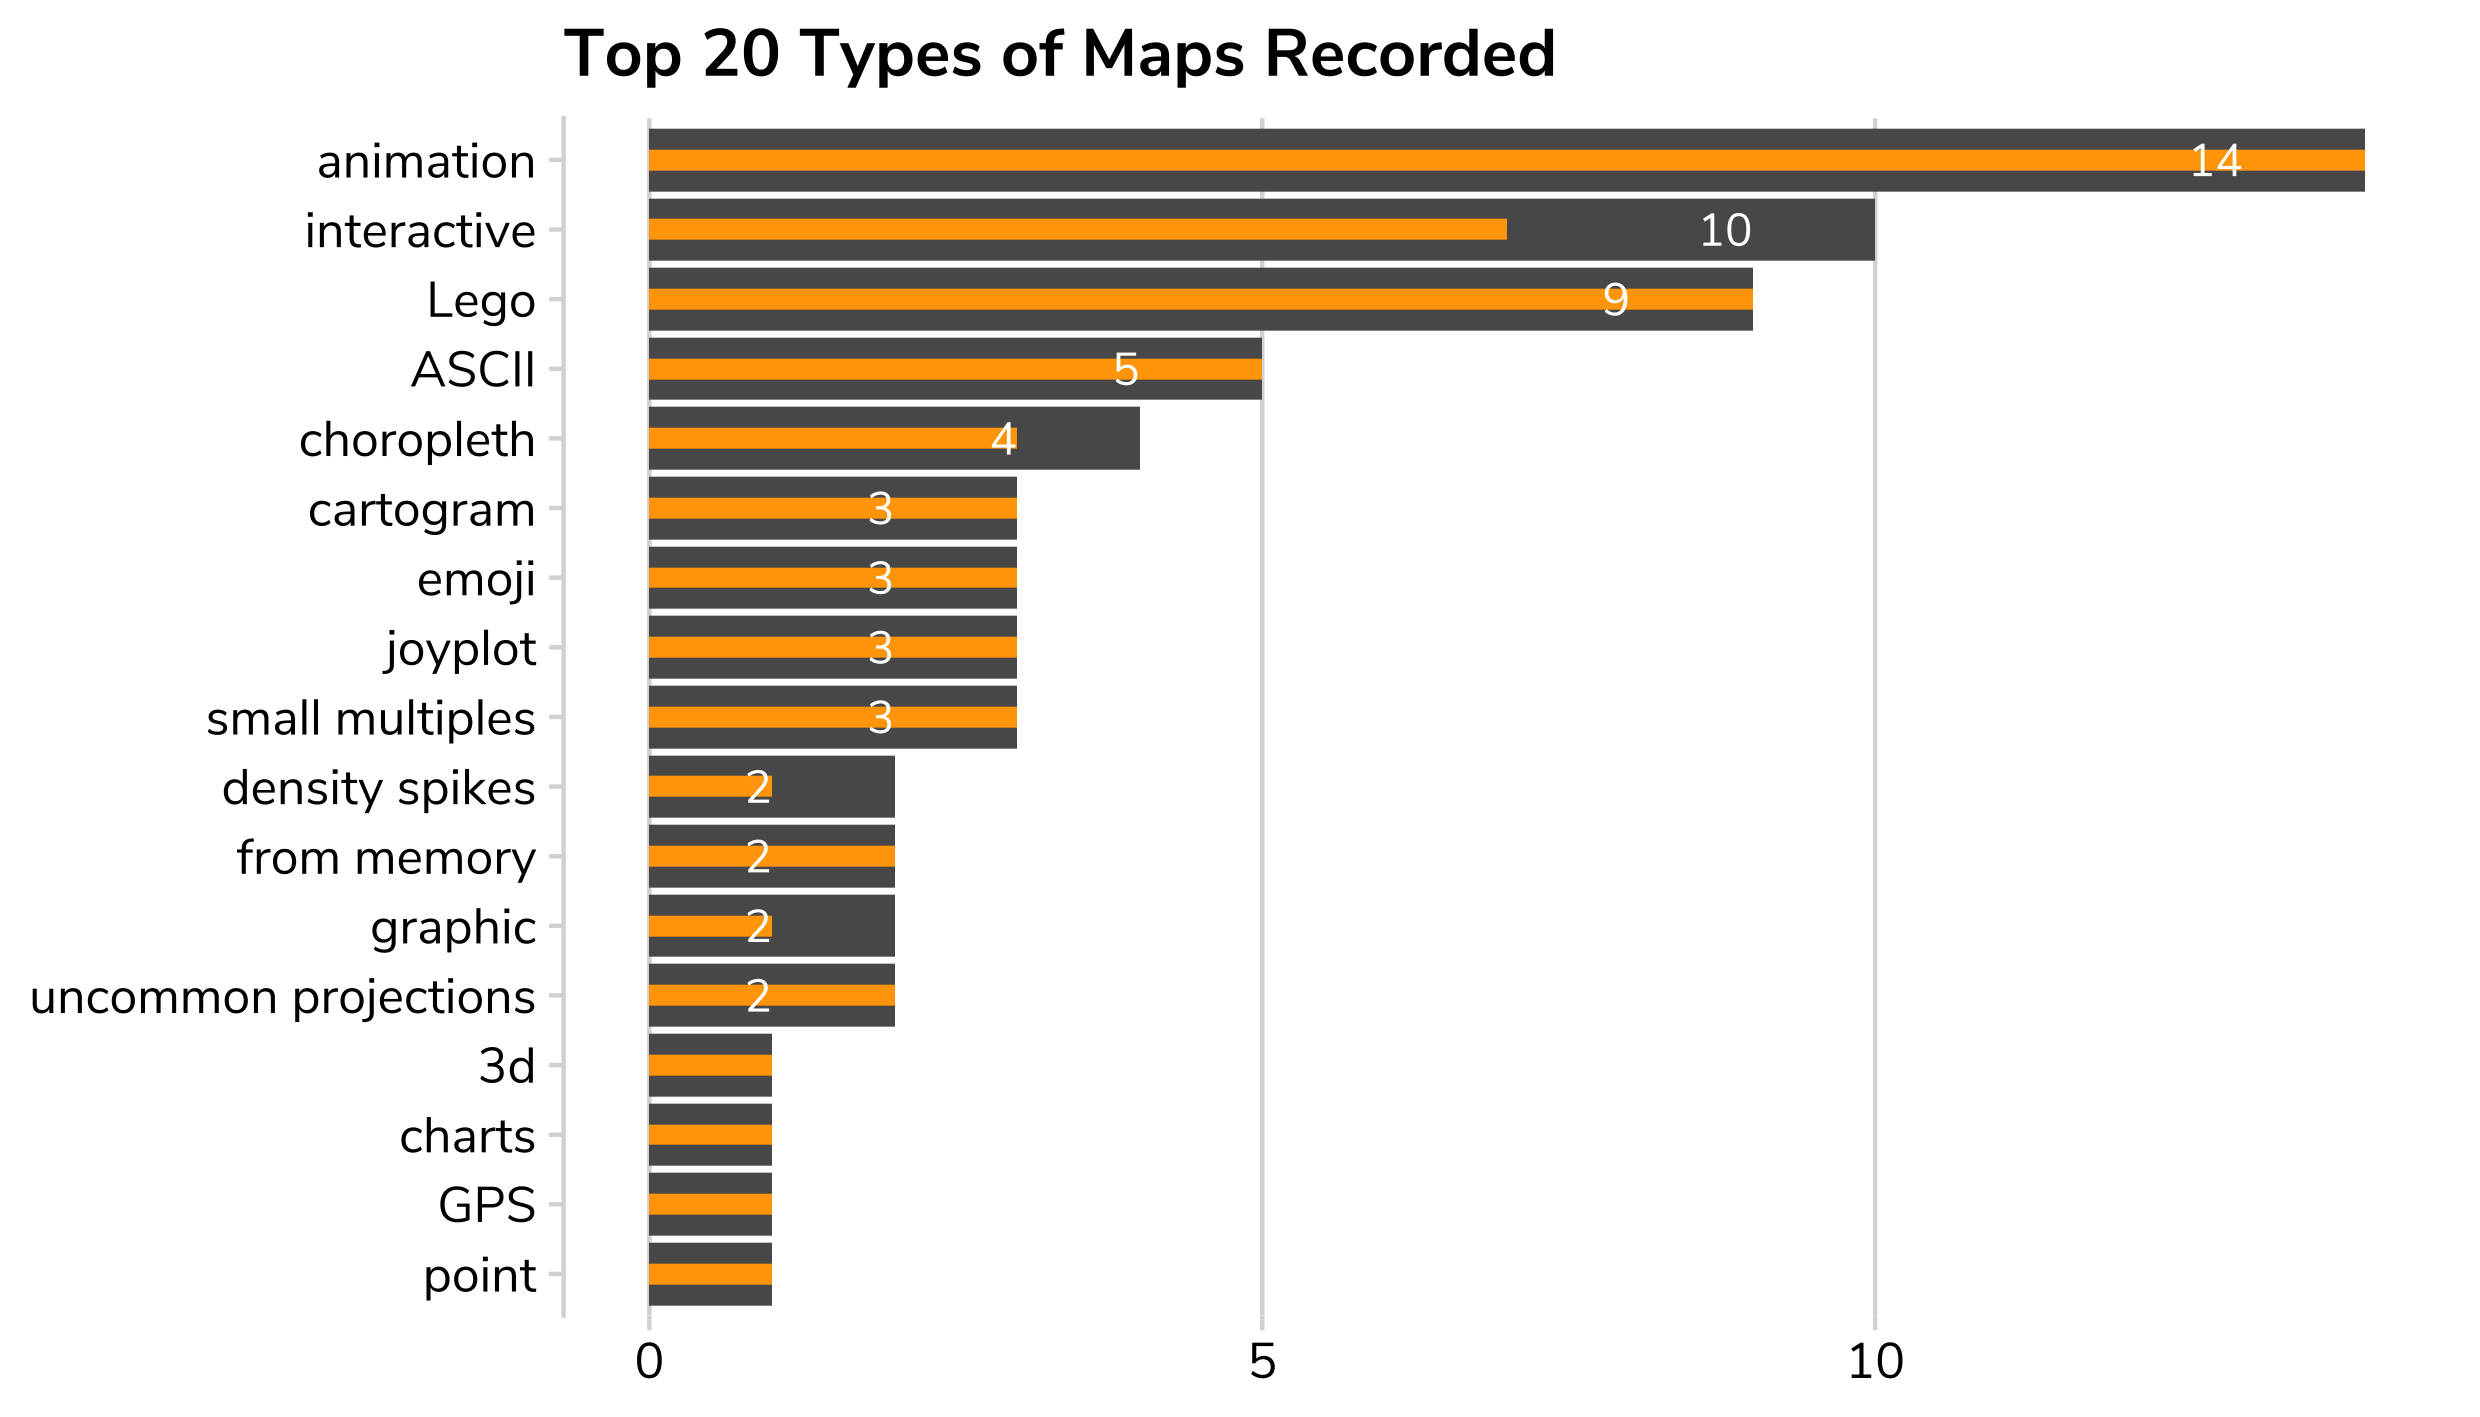 Top 20 Types of Maps Recorded
animation 14
interactive 10
Lego 9
ASCII 5
choropleth 4
cartogram 3
emoji 3
joyplot 3
small multiples 3
density spikes 2
from memory 2
graphic 2
uncommon projections 2
3d
charts
GPS
point
0 5 10